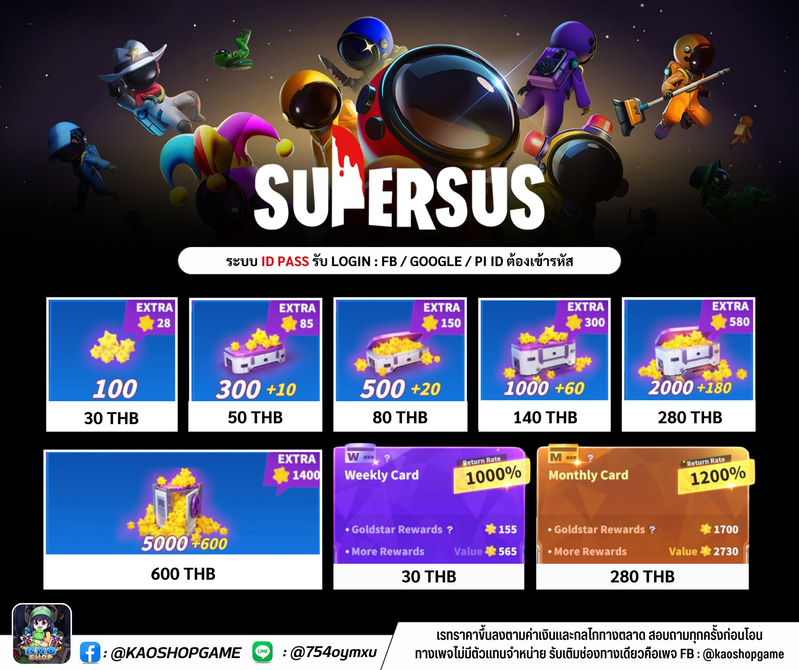 SUPERSUS
ระบบ ID PASS รับ LOGIN : FB / GOOGLE / PI ID ต้องเข้ารหัส
EXTRA
28
100
30 THB
EXTRA
85
300 +10
50 THB
EXTRA
150
500 +20
80 THB
EXTRA
300
1000 +60
140 THB
EXTRA
580
2000 +180
280 THB
EXTRA
1400
5000 +600
600 THB
W
?
Return Rate
Weekly Card
1000%
• Goldstar Rewards ? 155
• More Rewards Value 565
30 THB
M
?
Return Rate
Monthly Card
1200%
• Goldstar Rewards ? 1700
• More Rewards Value 2730
280 THB
KAO
SHOP
: @KAOSHOPGAME
LINE
: @754oymxu
เรทราคาขึ้นลงตามค่าเงินและกลไกทางตลาด สอบถามทุกครั้งก่อนโอน
ทางเพจไม่มีตัวแทนจำหน่าย รับเติมช่องทางเดียวคือเพจ FB : @kaoshopgame